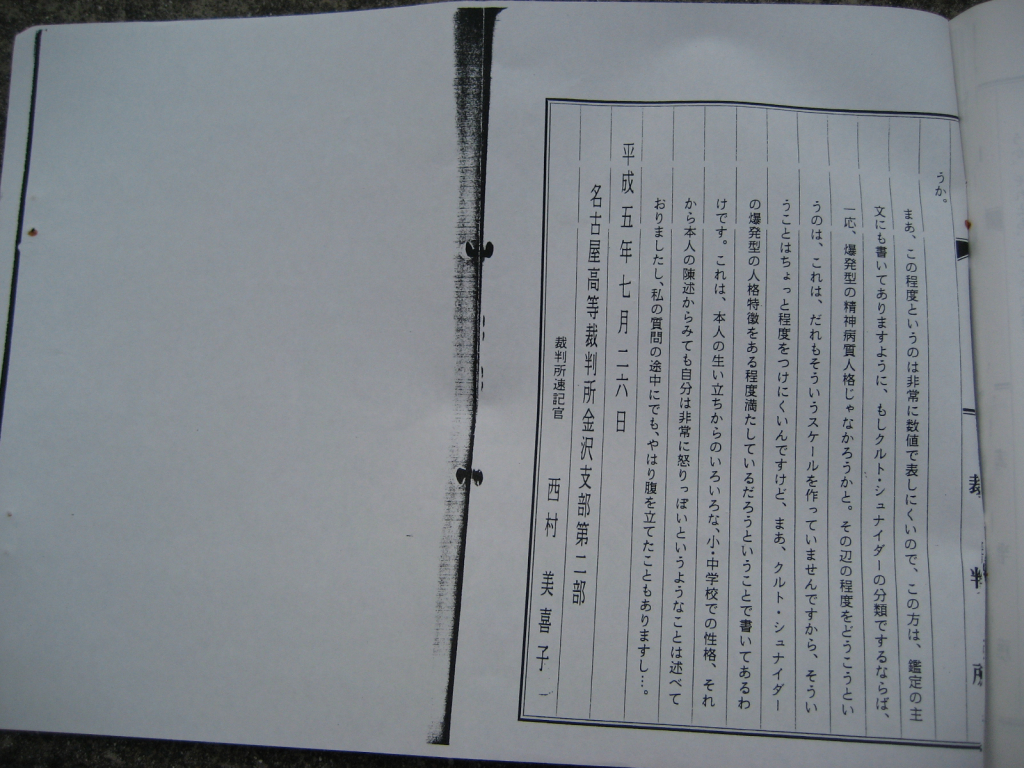 うか。
まあ、この程度というのは非常に数値で表しにくいので、この方は、鑑定の主
文にも書いてありますように、もしクルト・シュナイダーの分類でするならば、
一応、爆発型の精神病質人格じゃなかろうかと。その辺の程度をどうこうとい
うのは、これは、だれもそういうスケールを作っていませんですから、そうい
うことはちょっと程度をつけにくいんですけど、まあ、クルト・シュナイダー
の爆発型の人格特徴をある程度満たしているだろうということで書いてあるわ
けです。これは、本人の生い立ちからのいろいろな、小・中学校での性格、それ
から本人の陳述からみても自分は非常に怒りっぽいというようなことは述べて
おりましたし、私の質問の途中にでも、やはり腹を立てたこともありますし…。
平成五年七月二六日
名古屋高等裁判所金沢支部第二部
裁判所速記官 西村 美喜子
裁判所